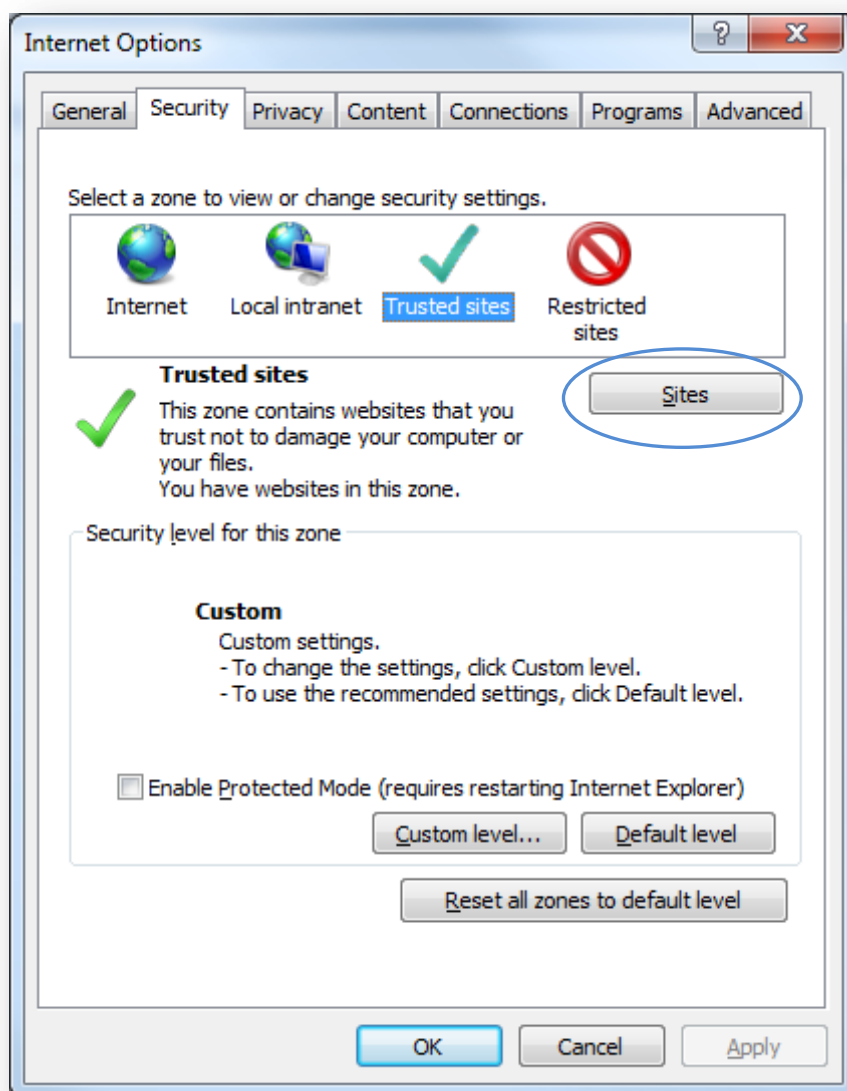 Internet Options
General Security Privacy Content Connections Programs Advanced
Select a zone to view or change security settings.
Internet Local intranet Trusted sites Restricted sites
Trusted sites
Sites
This zone contains websites that you
trust not to damage your computer or
your files.
You have websites in this zone.
Security level for this zone
Custom
Custom settings.
- To change the settings, click Custom level.
- To use the recommended settings, click Default level.
Enable Protected Mode (requires restarting Internet Explorer)
Custom level... Default level
Reset all zones to default level
OK Cancel Apply